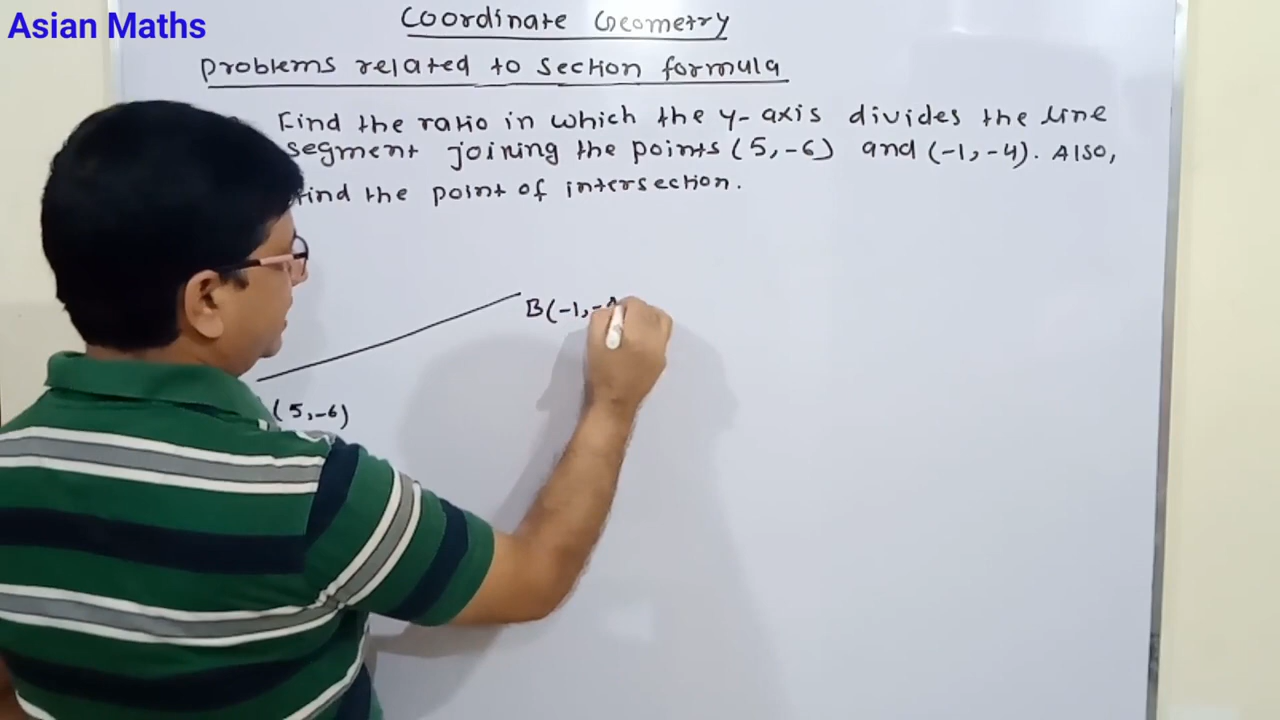 Asian Maths
Coordinate Geometry
Problems related to section formula
Find the ratio in which the y-axis divides the line
segment joining the points (5,-6) and (-1,-4). Also,
find the point of intersection.
B(-1,-4
(5,-6)